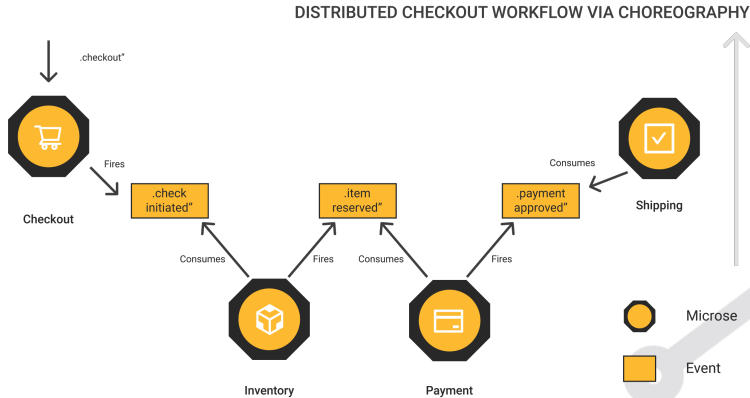 DISTRIBUTED CHECKOUT WORKFLOW VIA CHOREOGRAPHY
.checkout”
Fires
Checkout
.check
initiated”
.item
reserved”
.payment
approved”
Consumes
Shipping
Consumes
Fires
Consumes
Fires
Inventory
Payment
Microse
Event